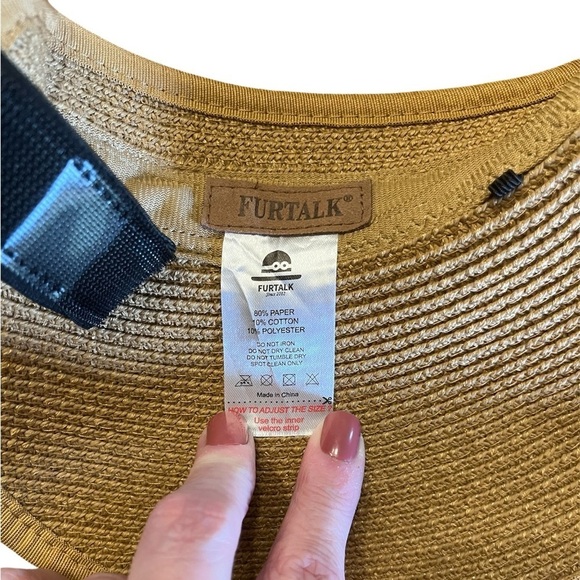 FURTALK®
FURTALK
Since 2012
80% PAPER
10% COTTON
10% POLYESTER
DO NOT IRON
DO NOT DRY CLEAN
DO NOT TUMBLE DRY
SPOT CLEAN ONLY
Made in China
HOW TO ADJUST THE SIZE
Use the inner
velcro strip